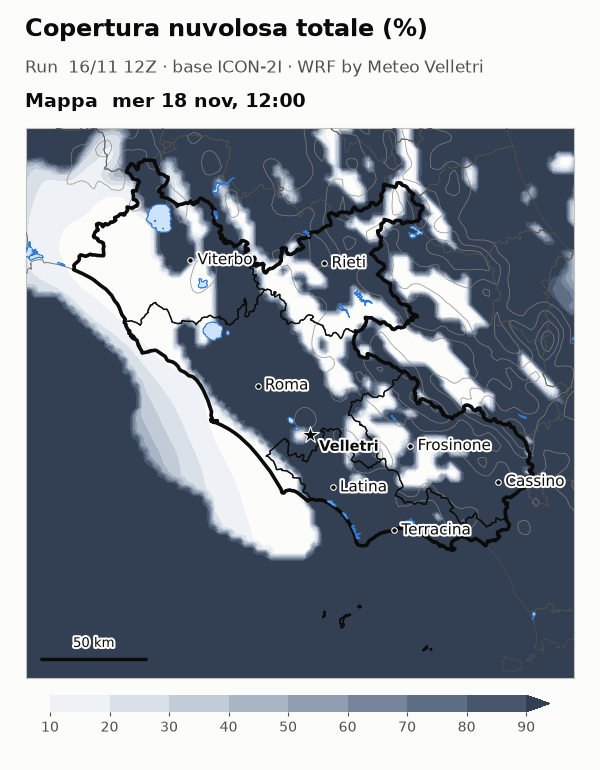 Copertura nuvolosa totale (%)
Run  16/11 12Z · base ICON-2I · WRF by Meteo Velletri
Mappa  mer 18 nov, 12:00
Viterbo
Rieti
Roma
Velletri
Frosinone
Cassino
Latina
Terracina
50 km
10 20 30 40 50 60 70 80 90